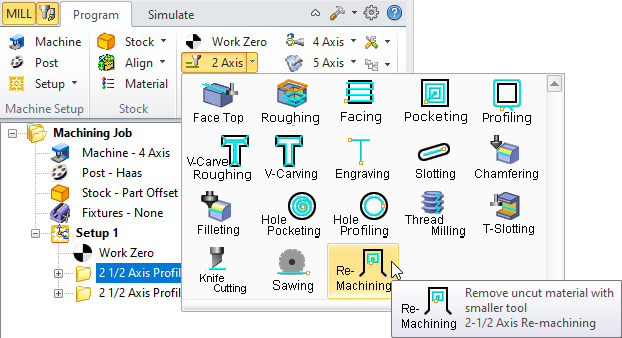 MILL
Program
Simulate
Machine
Post
Setup
Machine Setup
Stock
Align
Material
Stock
Work Zero
2 Axis
4 Axis
5 Axis
Face Top
Roughing
Facing
Pocketing
Profiling
V-Carve
Roughing
V-Carving
Engraving
Slotting
Chamfering
Filleting
Hole
Pocketing
Hole
Profiling
Thread
Milling
T-Slotting
Knife
Cutting
Sawing
Re-
Machining
Machining Job
Machine - 4 Axis
Post - Haas
Stock - Part Offset
Fixtures - None
Setup 1
Work Zero
2 1/2 Axis Profil
2 1/2 Axis Profil
Re-
Machining
Remove uncut material with
smaller tool
2-1/2 Axis Re-machining